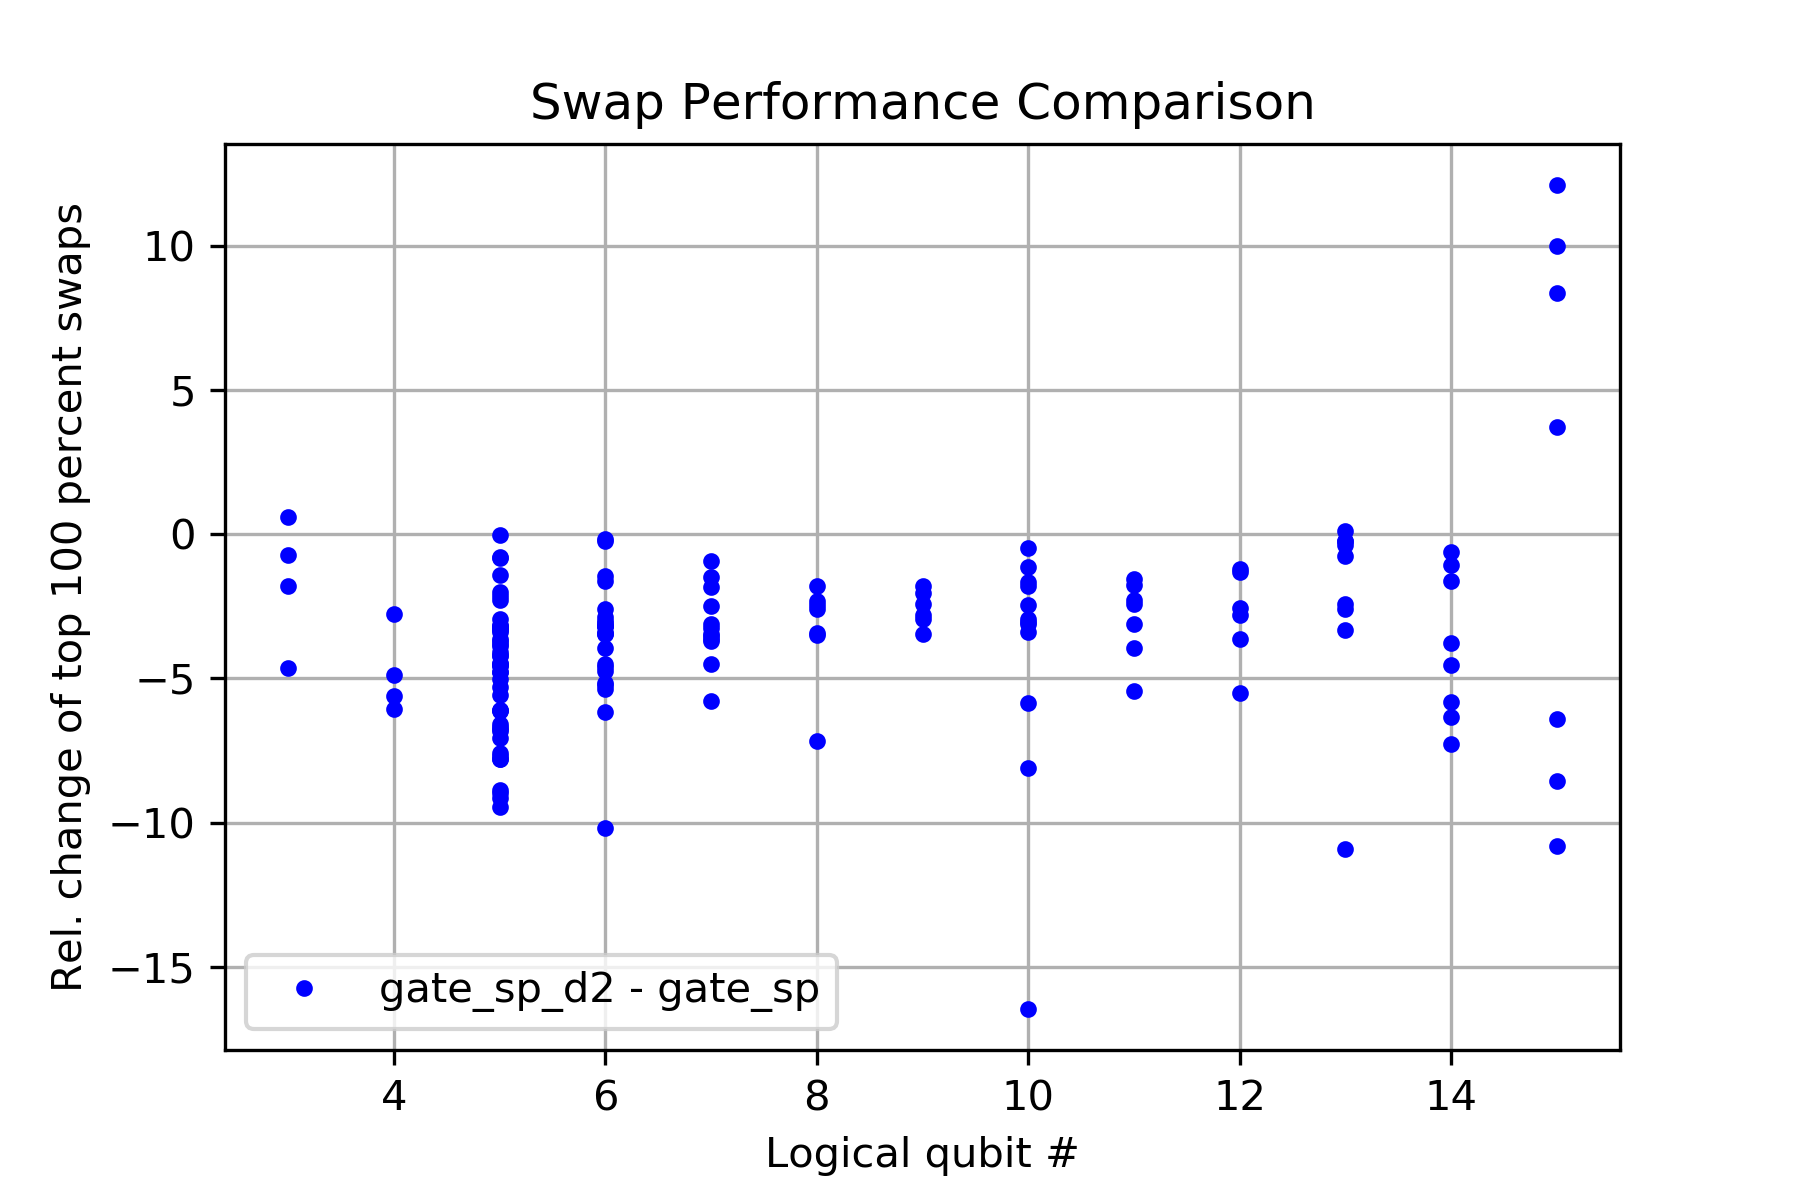 Swap Performance Comparison
Rel. change of top 100 percent swaps
10
5
0
−5
−10
−15
gate_sp_d2 - gate_sp
4 6 8 10 12 14
Logical qubit #